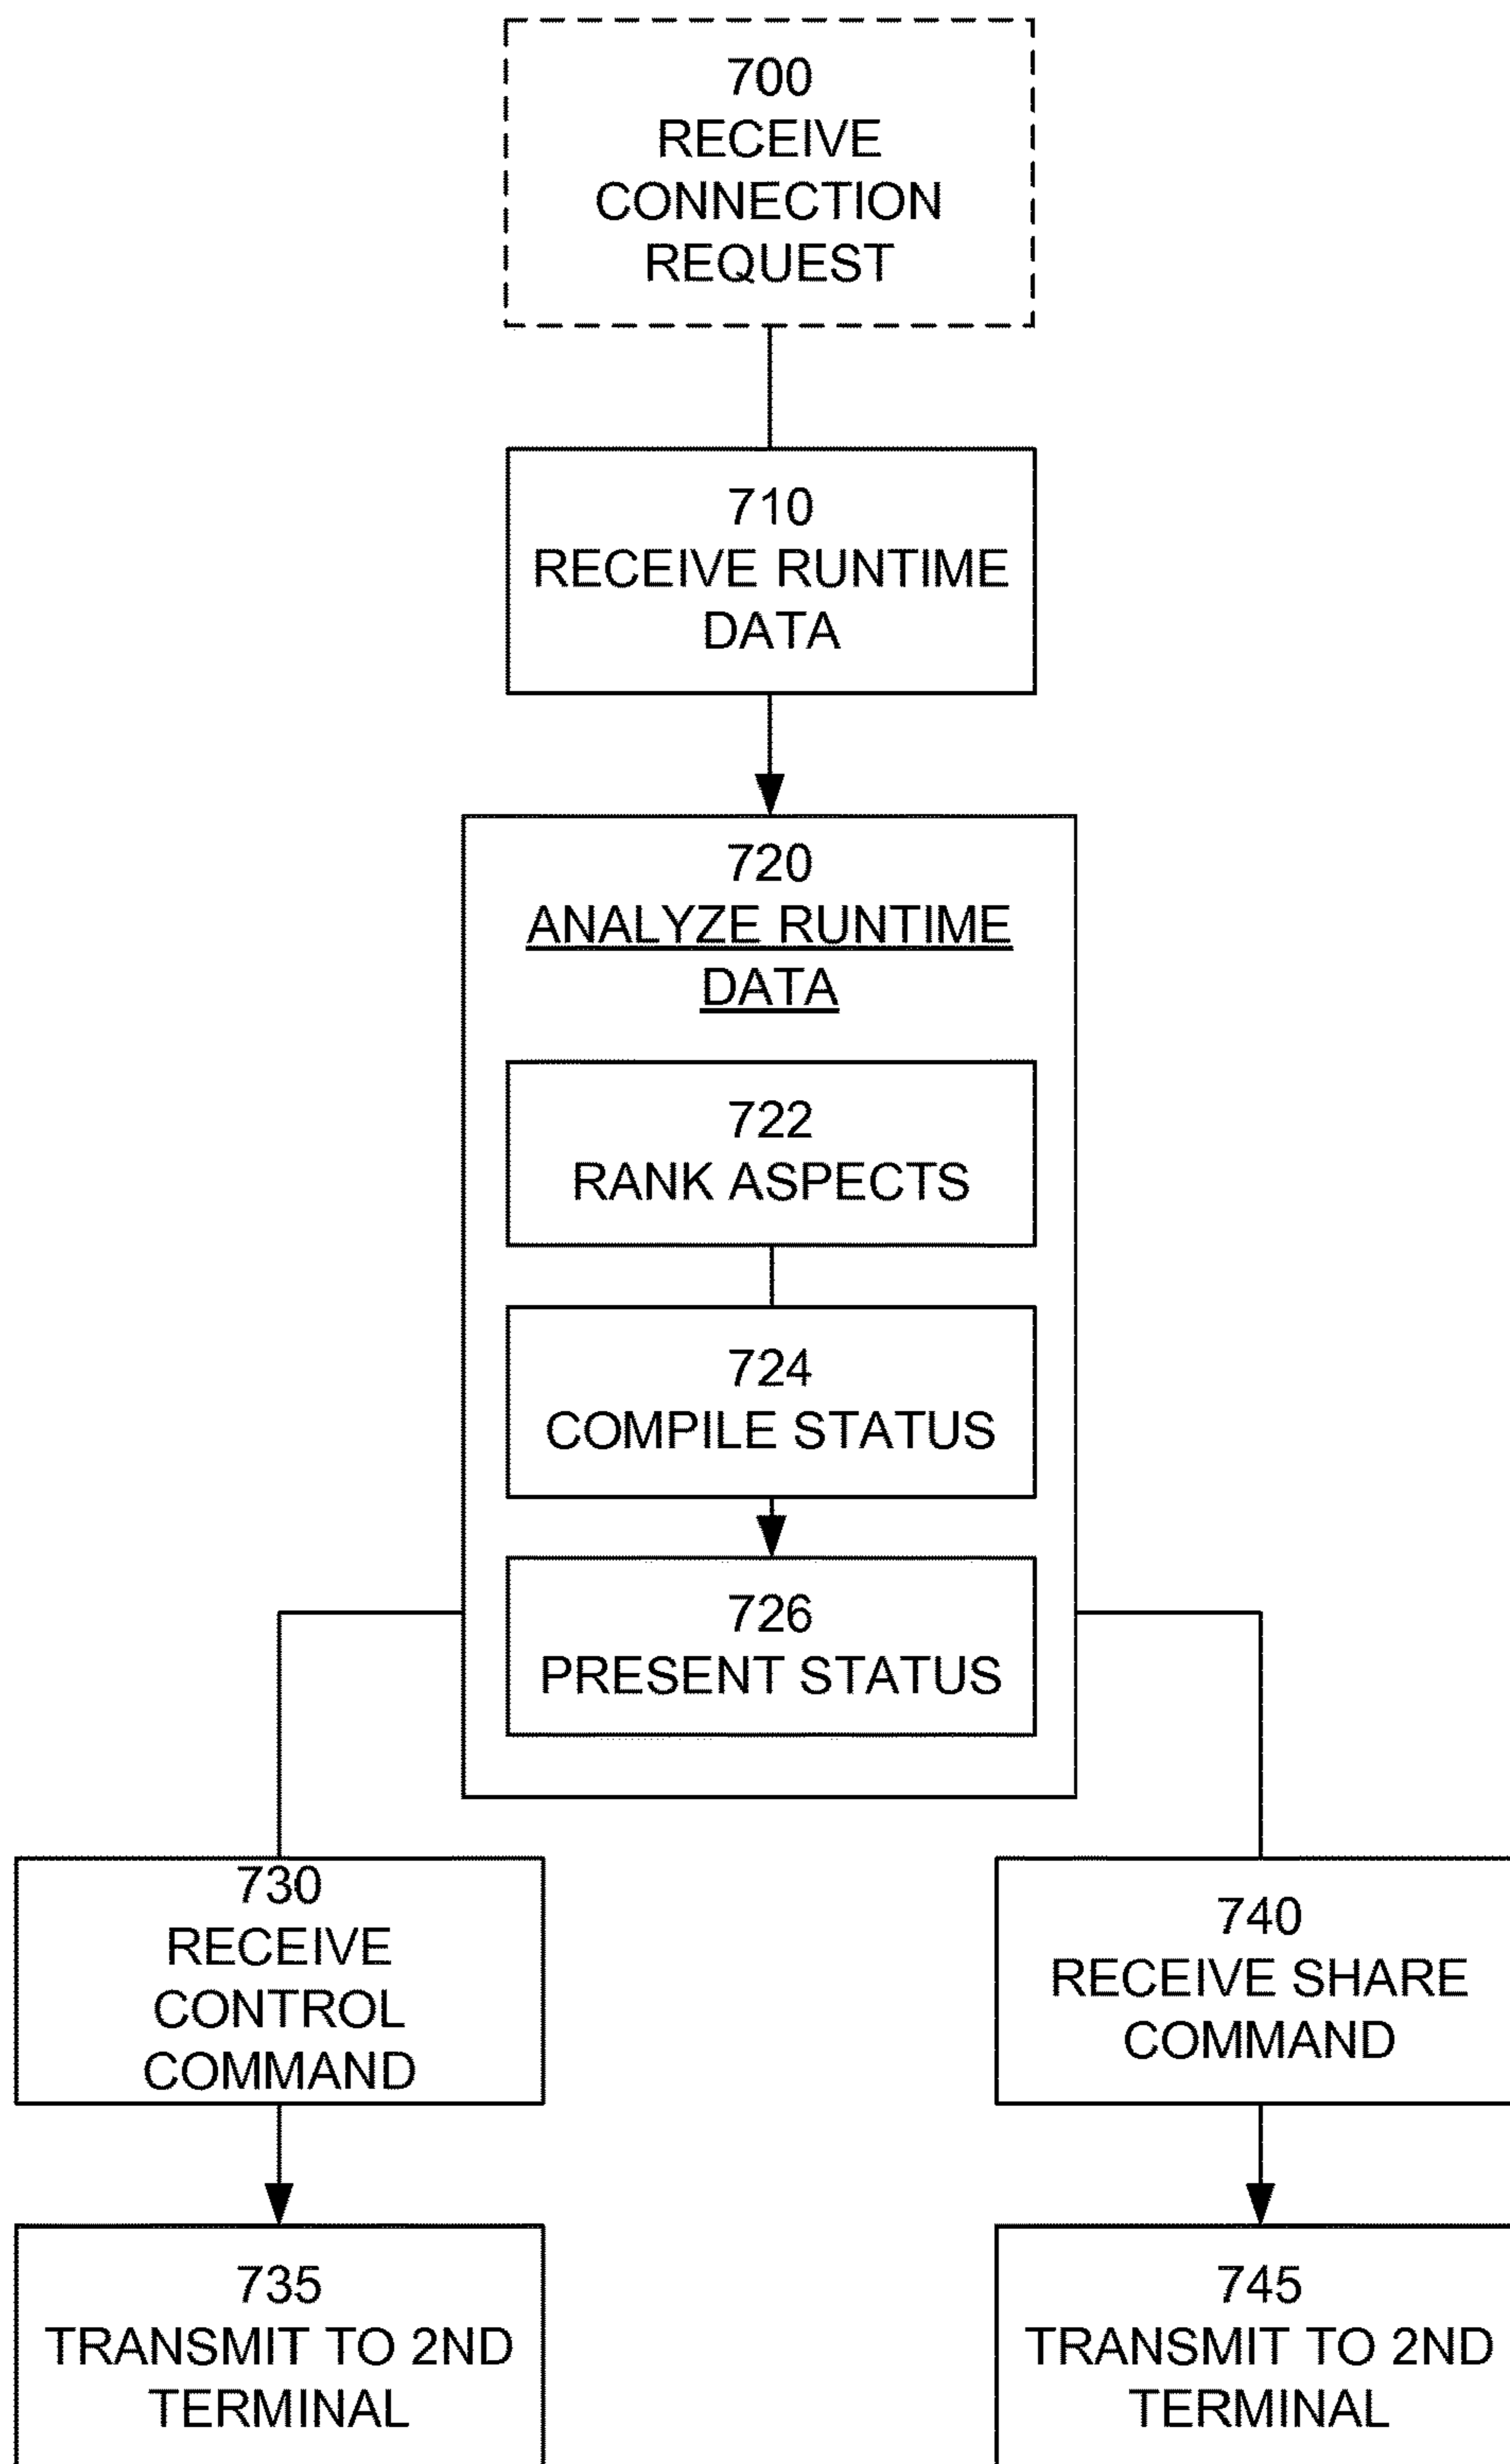 700
RECEIVE
CONNECTION
REQUEST
710
RECEIVE RUNTIME
DATA
720
ANALYZE RUNTIME
DATA
722
RANK ASPECTS
724
COMPILE STATUS
726
PRESENT STATUS
730
RECEIVE
CONTROL
COMMAND
740
RECEIVE SHARE
COMMAND
735
TRANSMIT TO 2ND
TERMINAL
745
TRANSMIT TO 2ND
TERMINAL